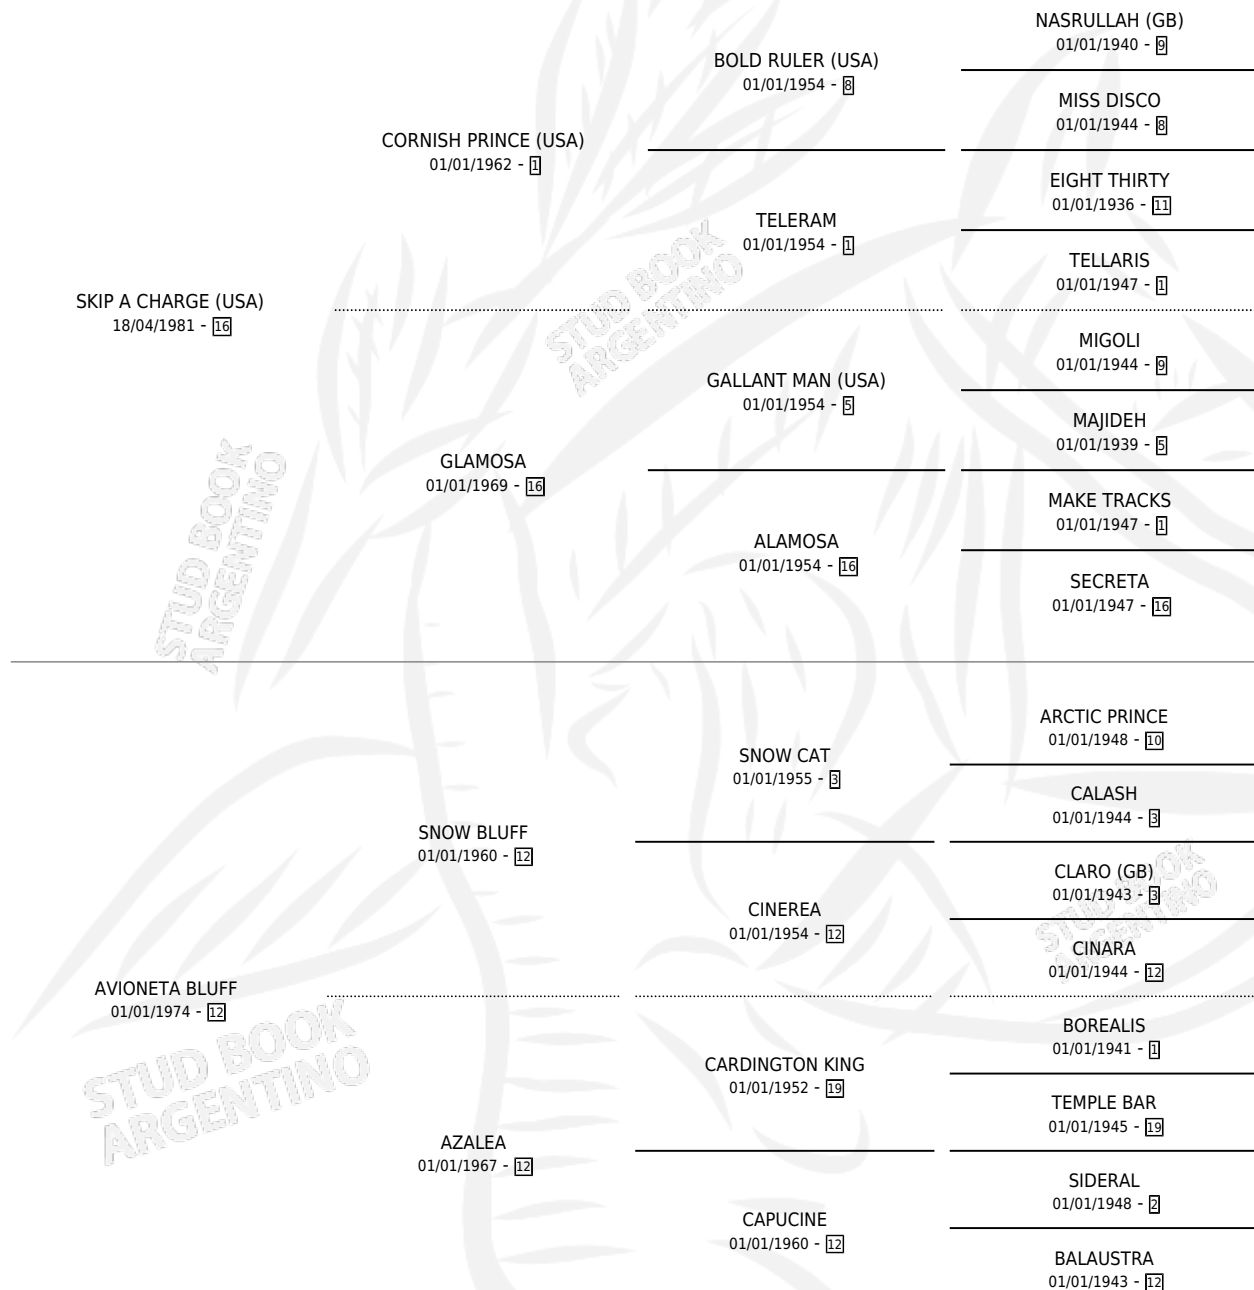 NASRULLAH (GB)
01/01/1940 - 9
BOLD RULER (USA)
01/01/1954 - 8
MISS DISCO
01/01/1944 - 8
CORNISH PRINCE (USA)
01/01/1962 - 1
EIGHT THIRTY
01/01/1936 - 11
TELERAM
01/01/1954 - 1
TELLARIS
01/01/1947 - 1
SKIP A CHARGE (USA)
18/04/1981 - 16
MIGOLI
01/01/1944 - 9
GALLANT MAN (USA)
01/01/1954 - 5
MAJIDEH
01/01/1939 - 5
GLAMOSA
01/01/1969 - 16
MAKE TRACKS
01/01/1947 - 1
ALAMOSA
01/01/1954 - 16
SECRETA
01/01/1947 - 16
ARCTIC PRINCE
01/01/1948 - 10
SNOW CAT
01/01/1955 - 3
CALASH
01/01/1944 - 3
SNOW BLUFF
01/01/1960 - 12
CLARO (GB)
01/01/1943 - 3
CINEREA
01/01/1954 - 12
CINARA
01/01/1944 - 12
AVIONETA BLUFF
01/01/1974 - 12
BOREALIS
01/01/1941 - 1
CARDINGTON KING
01/01/1952 - 19
TEMPLE BAR
01/01/1945 - 19
AZALEA
01/01/1967 - 12
SIDERAL
01/01/1948 - 2
CAPUCINE
01/01/1960 - 12
BALAUSTRA
01/01/1943 - 12
STUD BOOK
ARGENTINO
STUD BOOK
ARGENTINO
STUD BOOK
ARGENTINO
STUD BOOK
ARGENTINO